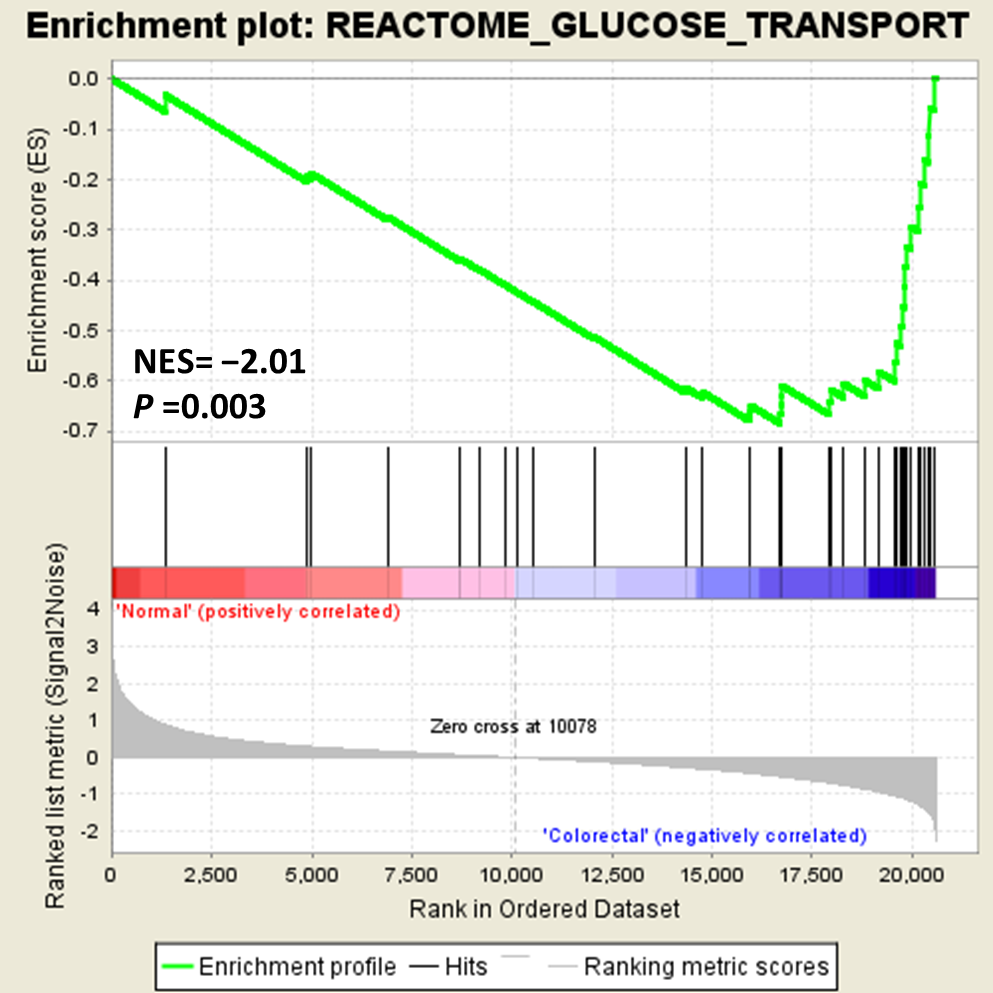 Enrichment plot: REACTOME_GLUCOSE_TRANSPORT
Enrichment score (ES)
0.0
-0.1
-0.2
-0.3
-0.4
-0.5
-0.6
-0.7
NES= −2.01
P =0.003
Ranked list metric (Signal2Noise)
'Normal' (positively correlated)
4
3
2
1
0
-1
-2
Zero cross at 10078
'Colorectal' (negatively correlated)
0 2,500 5,000 7,500 10,000 12,500 15,000 17,500 20,000
Rank in Ordered Dataset
Enrichment profile Hits Ranking metric scores